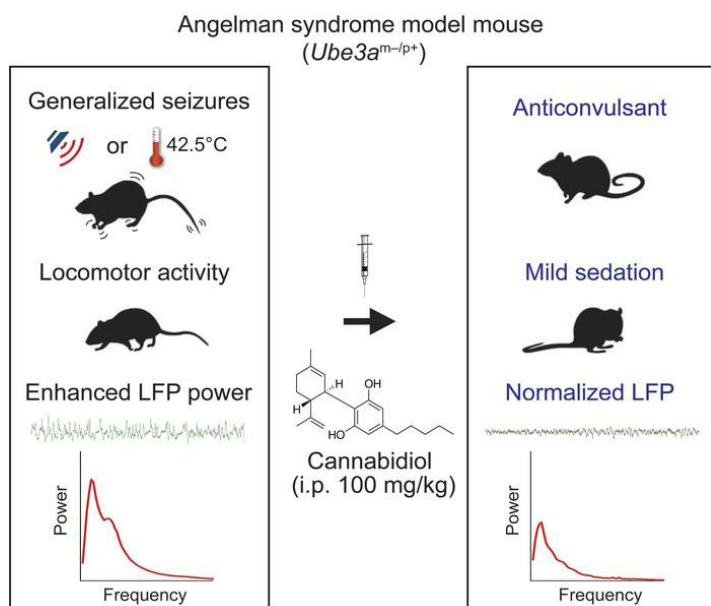 Angelman syndrome model mouse
(Ube3a^m–/p+)
Generalized seizures
or
42.5°C
Locomotor activity
Enhanced LFP power
Power
Frequency
H
OH
H
HO
Cannabidiol
(i.p. 100 mg/kg)
Anticonvulsant
Mild sedation
Normalized LFP
Power
Frequency